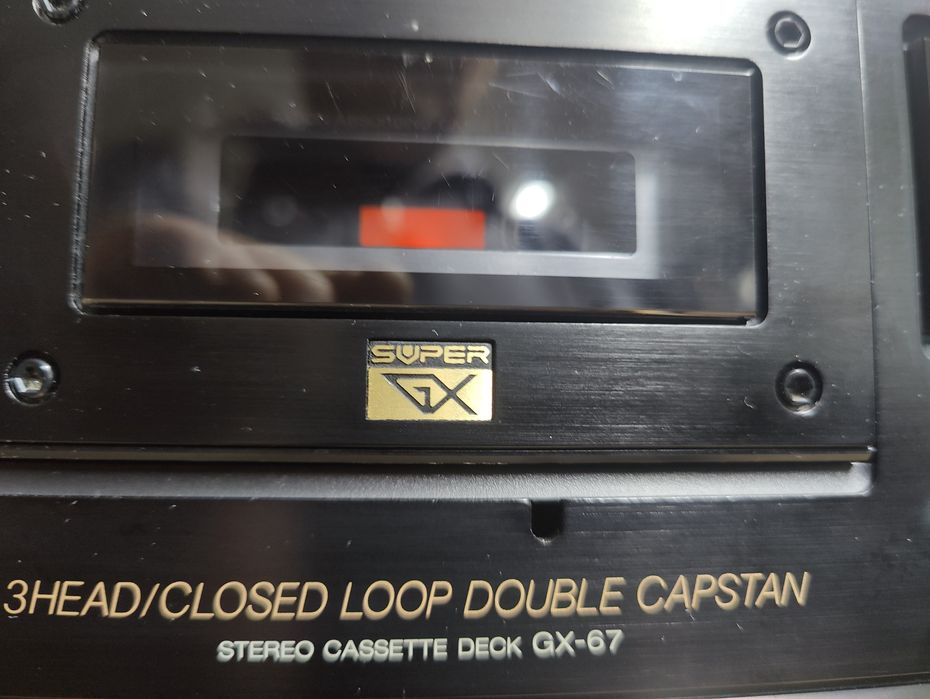 SUPER
GX
3HEAD/CLOSED LOOP DOUBLE CAPSTAN
STEREO CASSETTE DECK GX-67